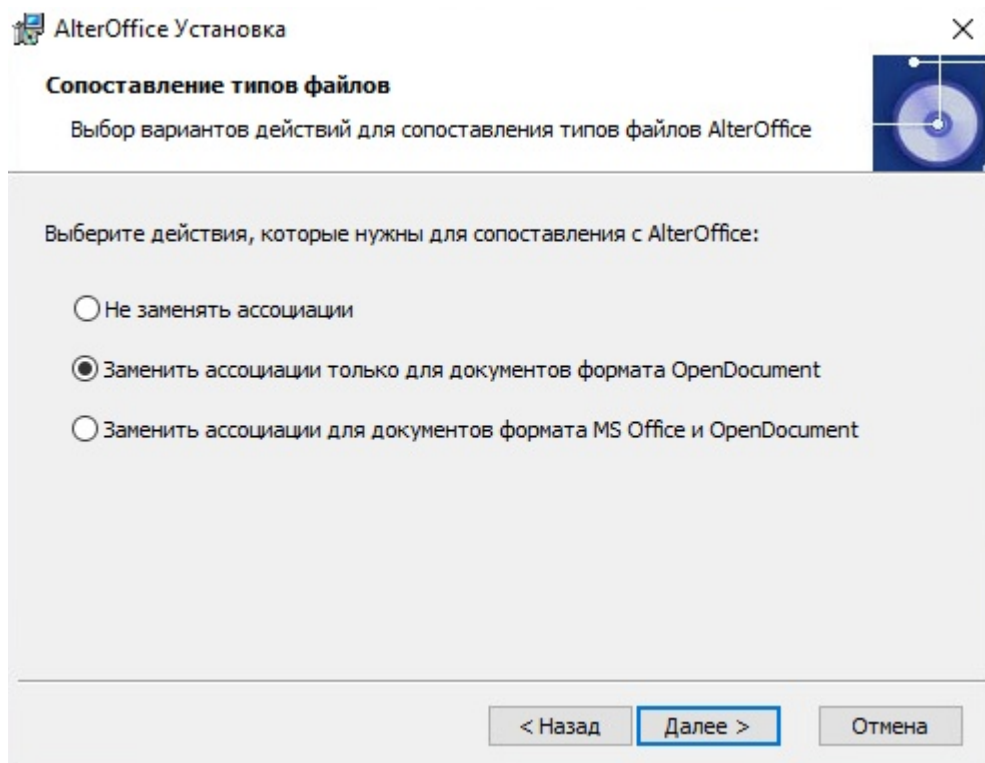 AlterOffice Установка
Сопоставление типов файлов
Выбор вариантов действий для сопоставления типов файлов AlterOffice
Выберите действия, которые нужны для сопоставления с AlterOffice:
Не заменять ассоциации
Заменить ассоциации только для документов формата OpenDocument
Заменить ассоциации для документов формата MS Office и OpenDocument
< Назад Далее > Отмена